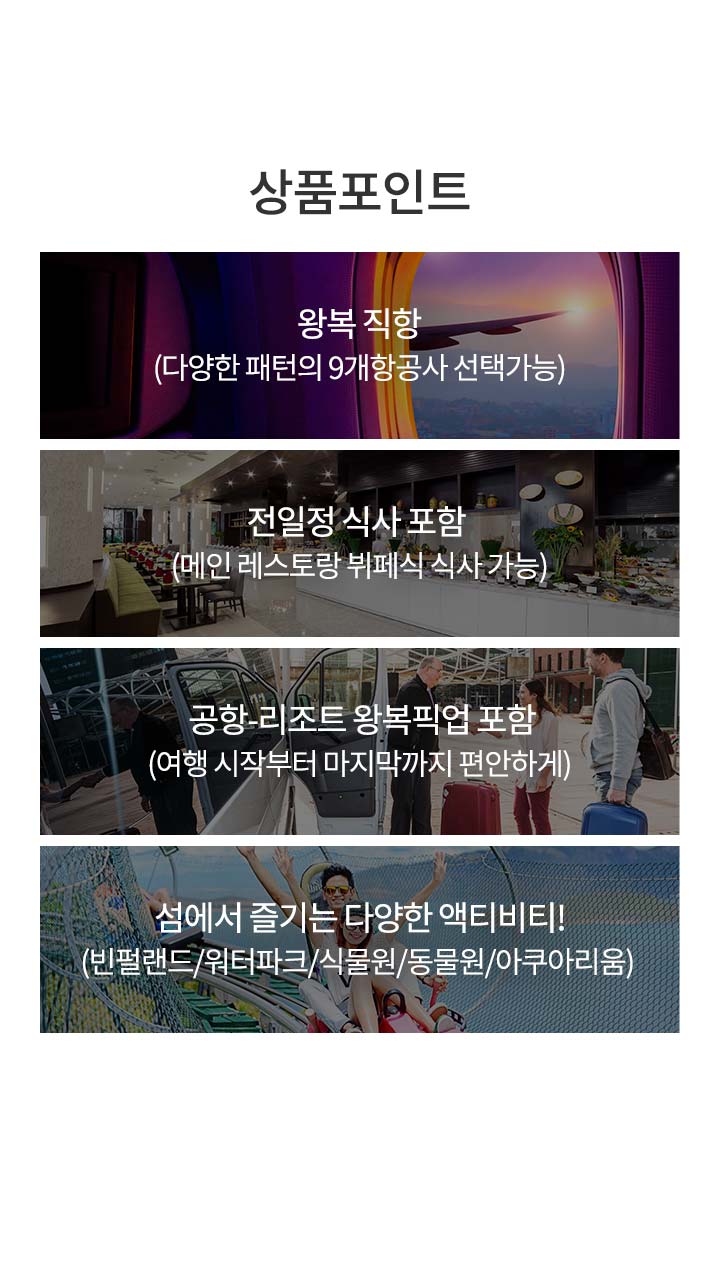 상품포인트
왕복 직항
(다양한 패턴의 9개항공사 선택가능)
전일정 식사 포함
(메인 레스토랑 뷔페식 식사 가능)
공항-리조트 왕복픽업 포함
(여행 시작부터 마지막까지 편안하게)
섬에서 즐기는 다양한 액티비티!
(빈펄랜드/워터파크/식물원/동물원/아쿠아리움)